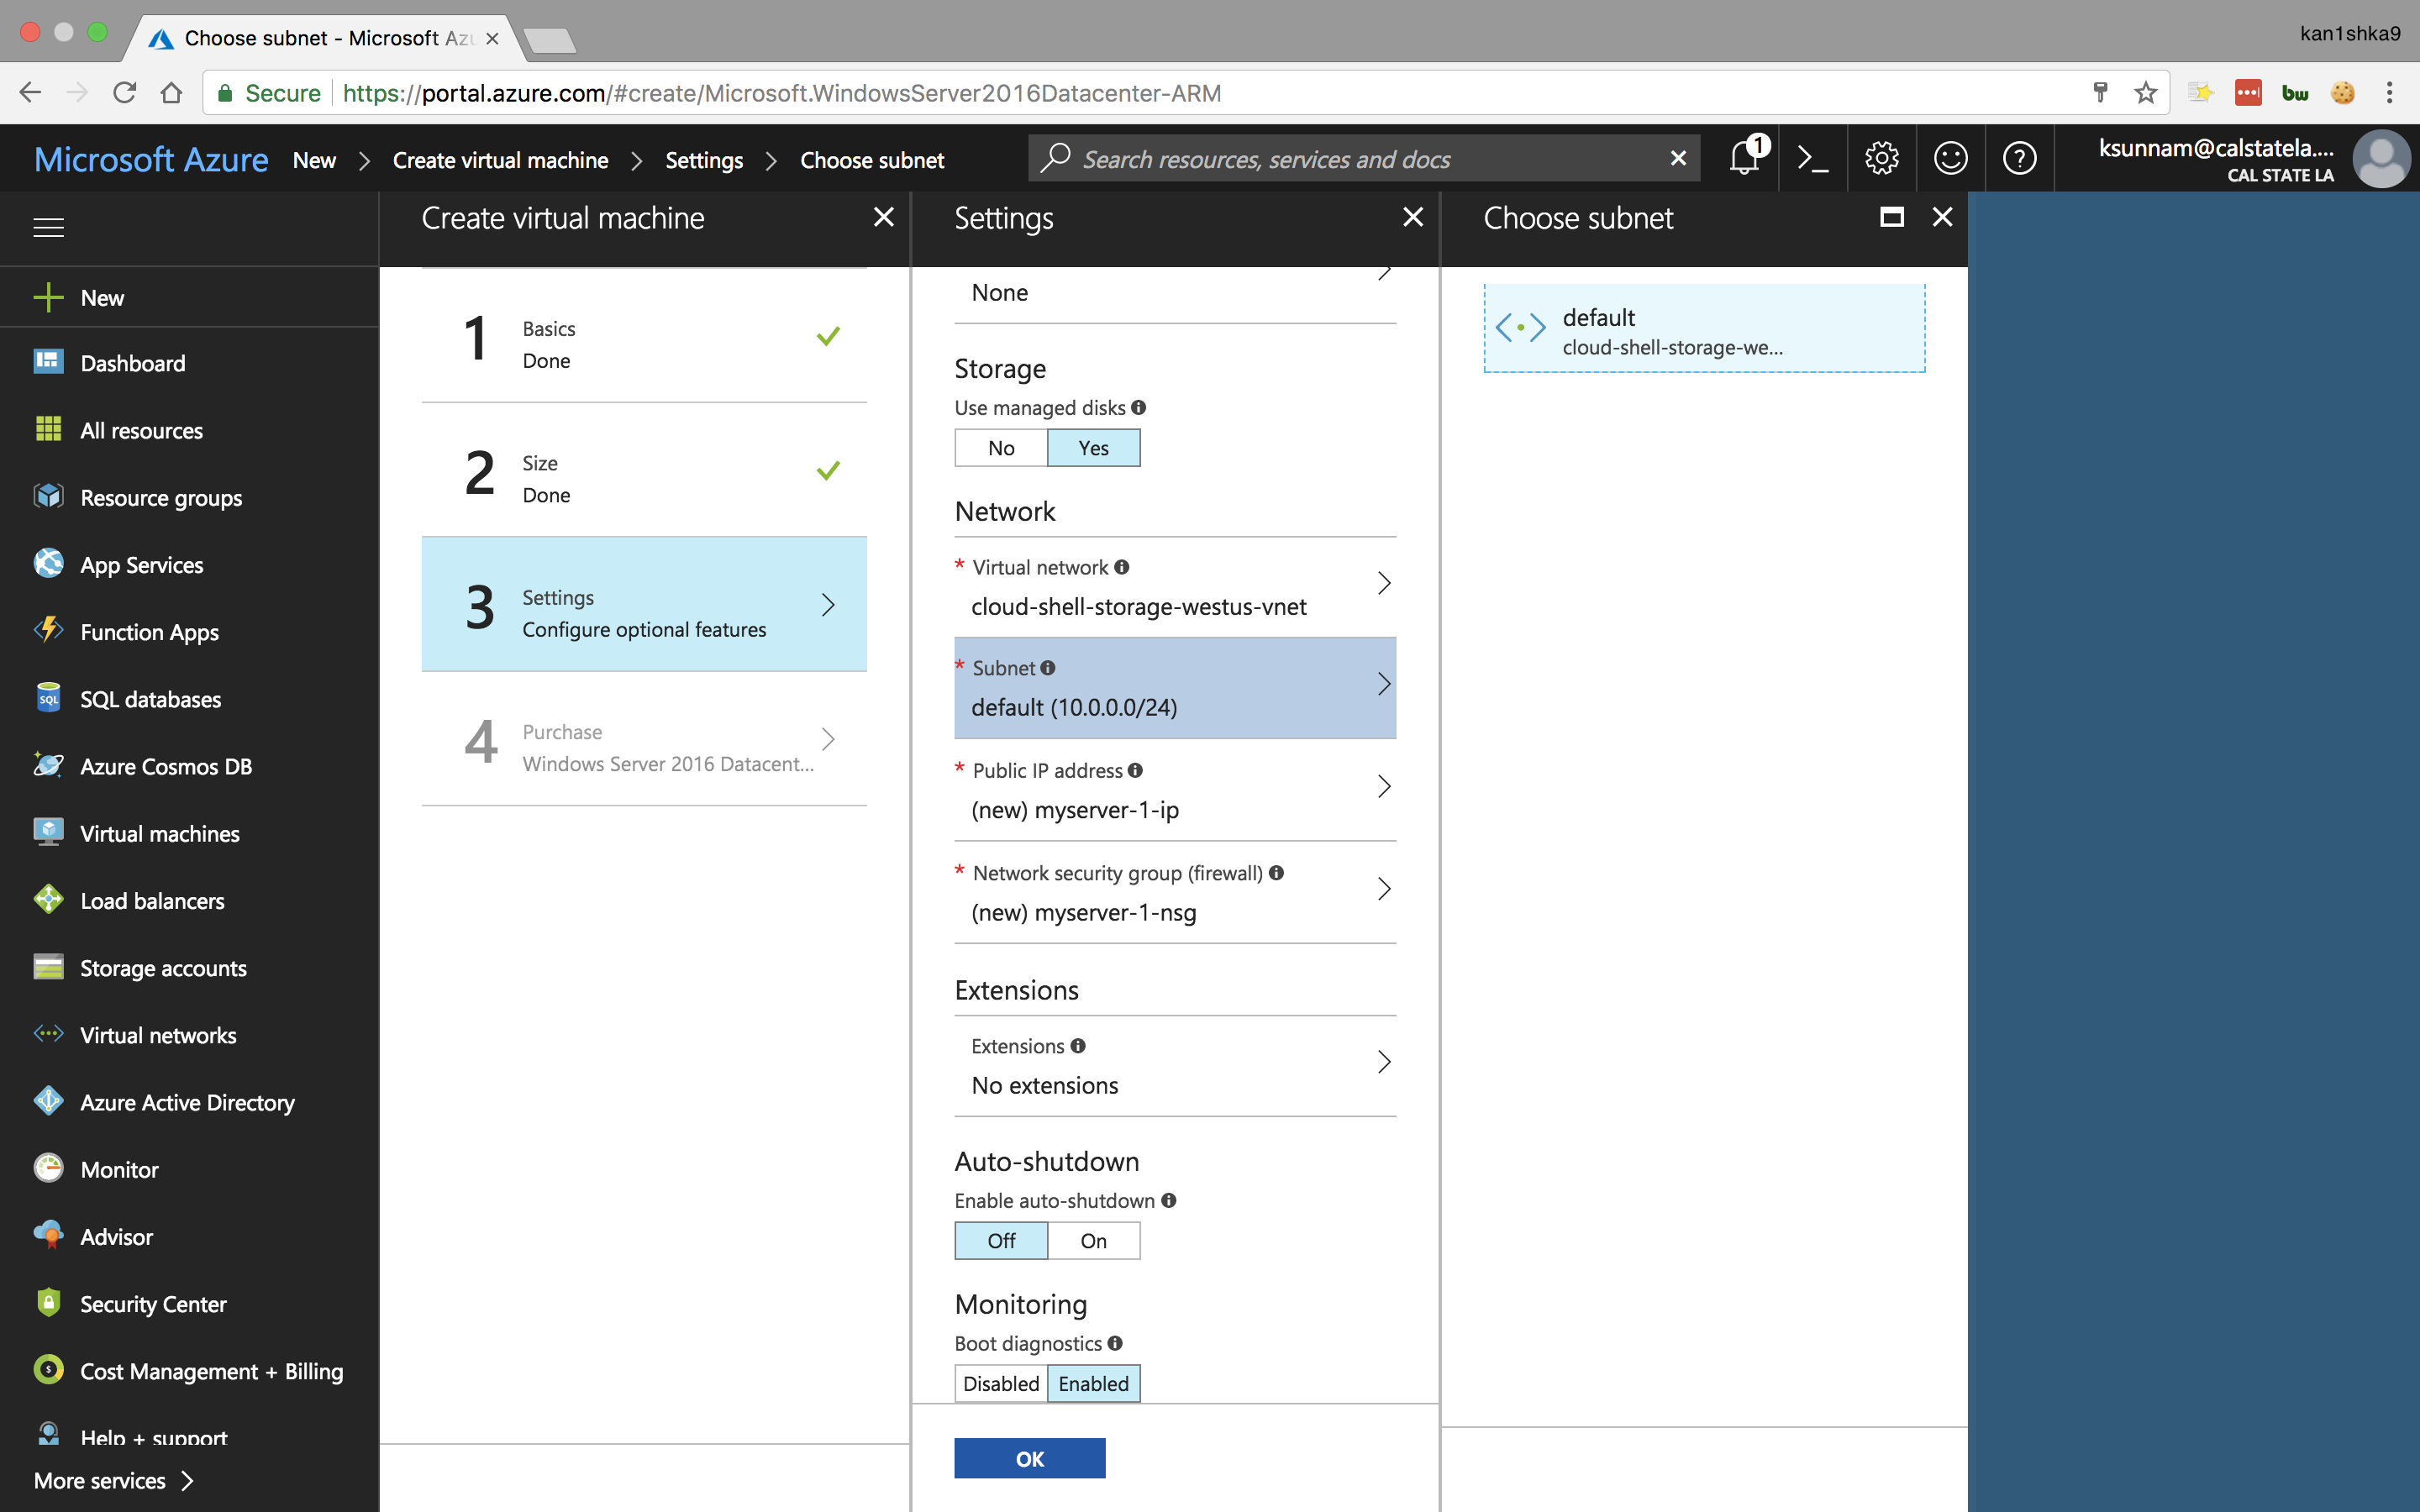 Choose subnet - Microsoft Azu
kan1shka9
Secure
https://portal.azure.com/#create/Microsoft.WindowsServer2016Datacenter-ARM
bw
Microsoft Azure
New
Create virtual machine
Settings
Choose subnet
Search resources, services and docs
1
ksunnam@calstatela....
CAL STATE LA
New
Dashboard
All resources
Resource groups
App Services
Function Apps
SQL
SQL databases
Azure Cosmos DB
Virtual machines
Load balancers
Storage accounts
Virtual networks
Azure Active Directory
Monitor
Advisor
Security Center
Cost Management + Billing
Help + support
More services
Create virtual machine
1
Basics
Done
2
Size
Done
3
Settings
Configure optional features
4
Purchase
Windows Server 2016 Datacent...
Settings
None
Storage
Use managed disks
No
Yes
Network
* Virtual network
cloud-shell-storage-westus-vnet
* Subnet
default (10.0.0.0/24)
* Public IP address
(new) myserver-1-ip
* Network security group (firewall)
(new) myserver-1-nsg
Extensions
Extensions
No extensions
Auto-shutdown
Enable auto-shutdown
Off
On
Monitoring
Boot diagnostics
Disabled
Enabled
OK
Choose subnet
default
cloud-shell-storage-we...